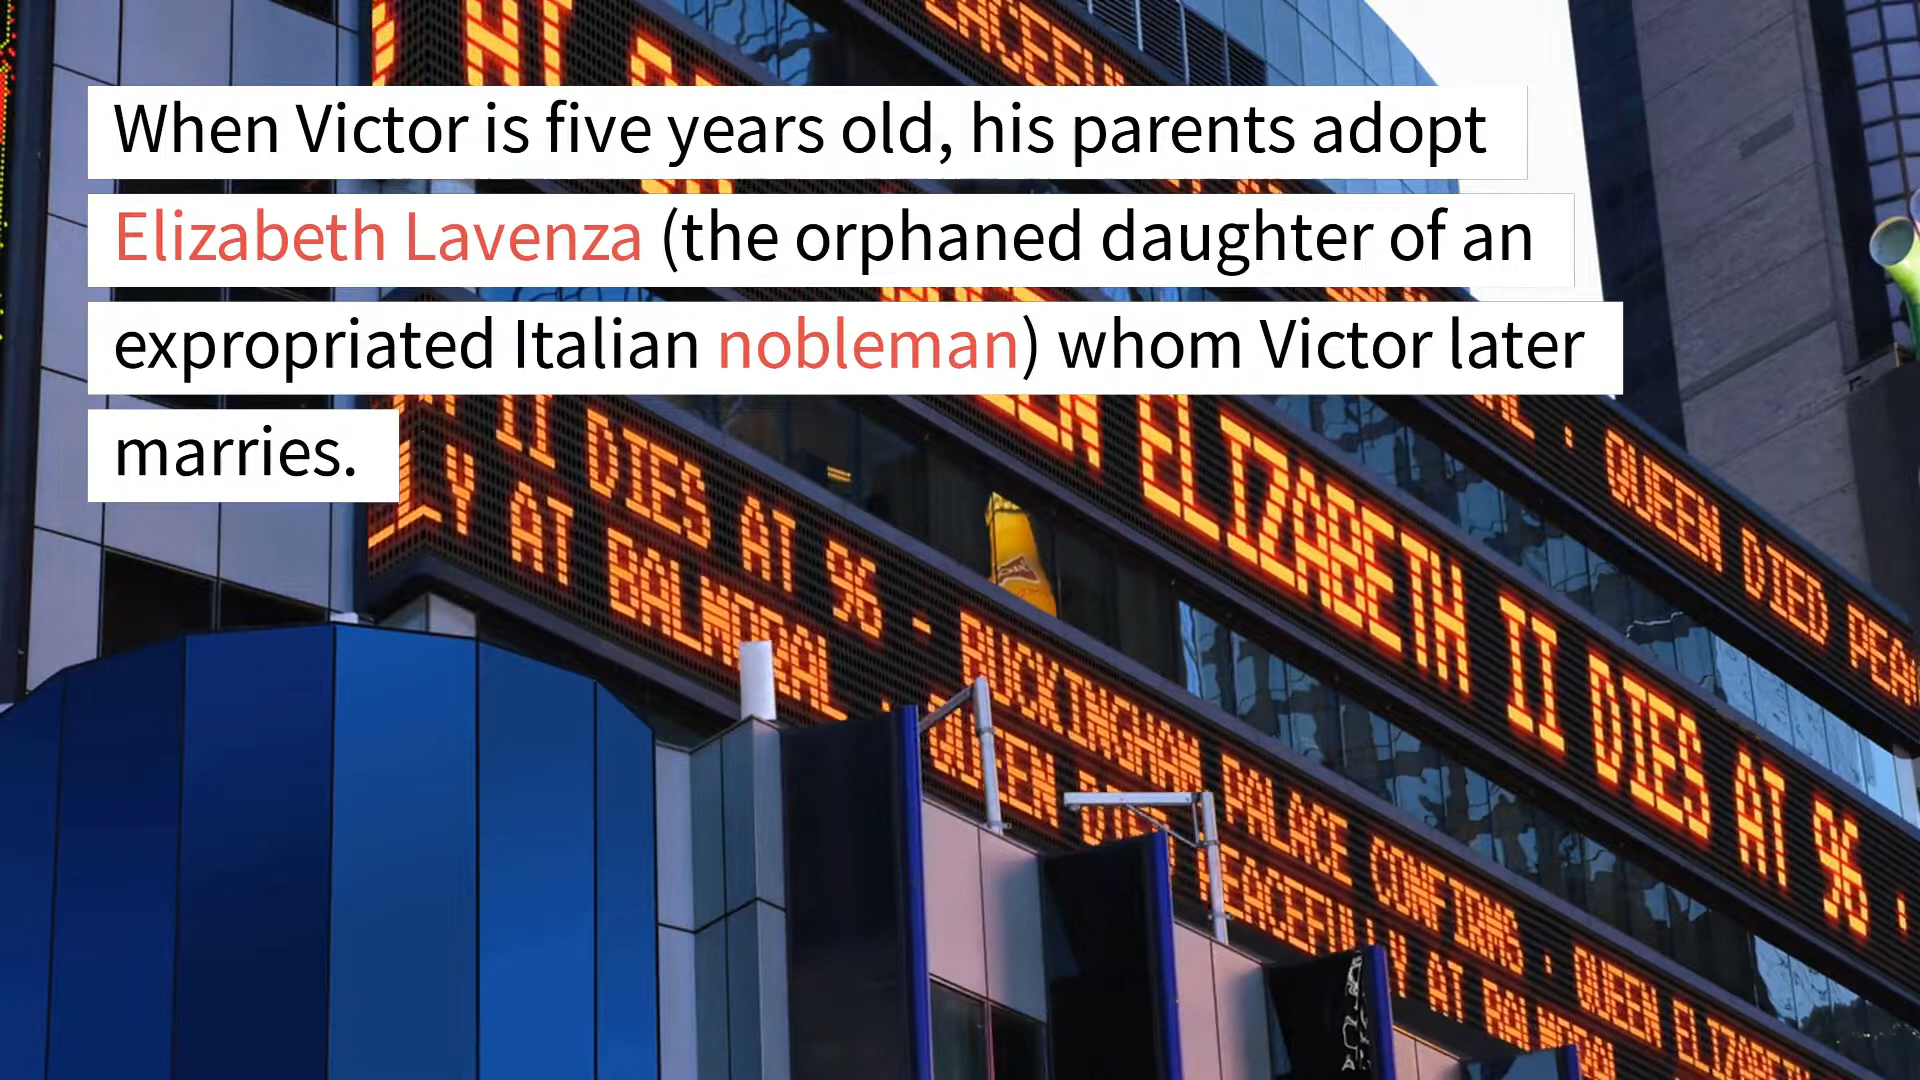 When Victor is five years old, his parents adopt
Elizabeth Lavenza (the orphaned daughter of an
expropriated Italian nobleman) whom Victor later
marries.
QUEEN DIED PEA
ELIZABETH II DIES AT 96 ·
II DIES AT 96 - BUCKINGHAM PALACE CONFIRMS · QUEEN ELIZABETH
Y AT BALMORAL · QUEEN DIED PEACEFULLY AT BALMORAL